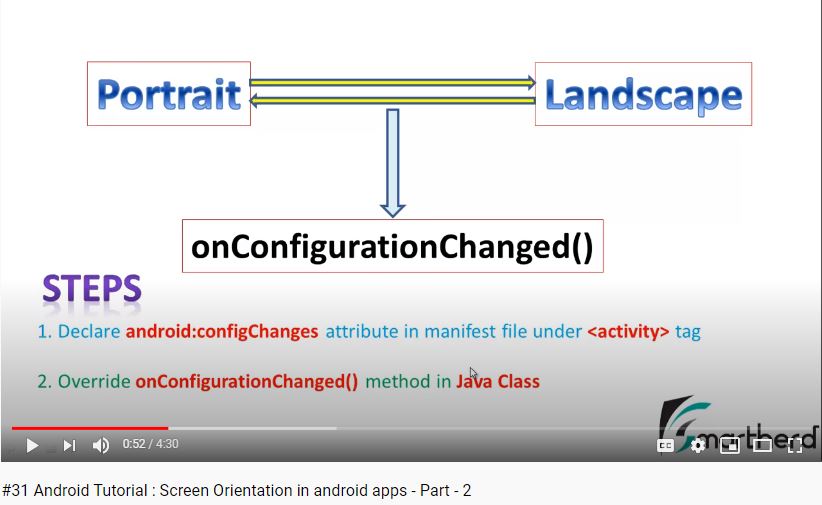 Portrait
Landscape
onConfigurationChanged()
STEPS
1. Declare android:configChanges attribute in manifest file under <activity> tag
2. Override onConfigurationChanged() method in Java Class
smartherd
0:52 / 4:30
CC
#31 Android Tutorial : Screen Orientation in android apps - Part - 2